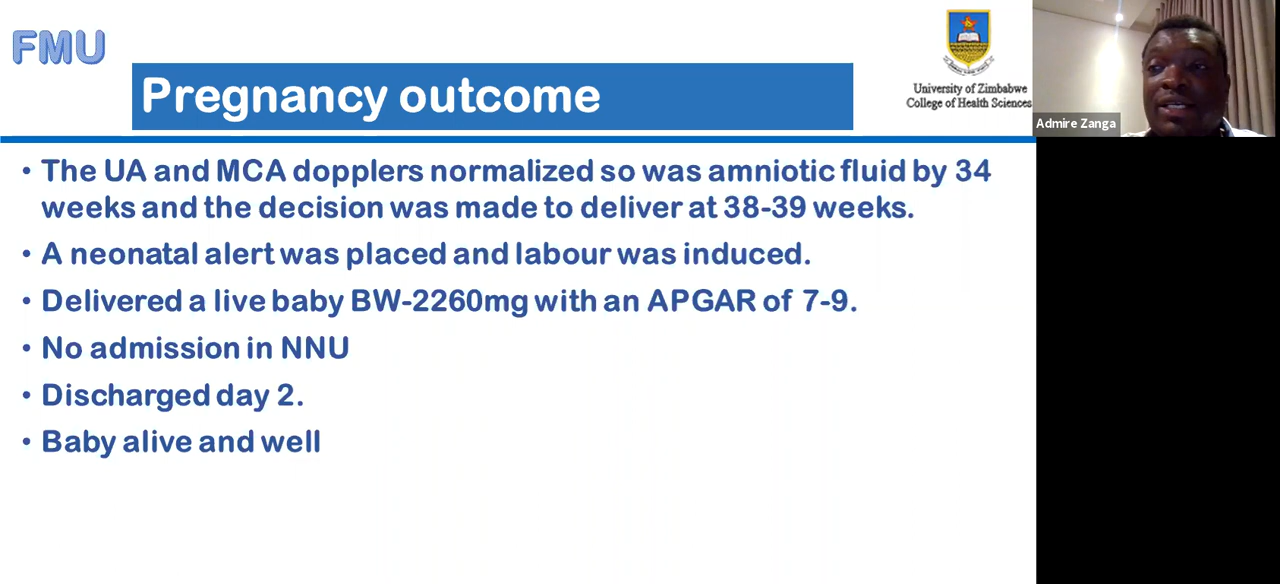 FMU
Pregnancy outcome
University of Zimbabwe
College of Health Sciences
Admire Zanga
• The UA and MCA dopplers normalized so was amniotic fluid by 34
weeks and the decision was made to deliver at 38-39 weeks.
• A neonatal alert was placed and labour was induced.
• Delivered a live baby BW-2260mg with an APGAR of 7-9.
• No admission in NNU
• Discharged day 2.
• Baby alive and well